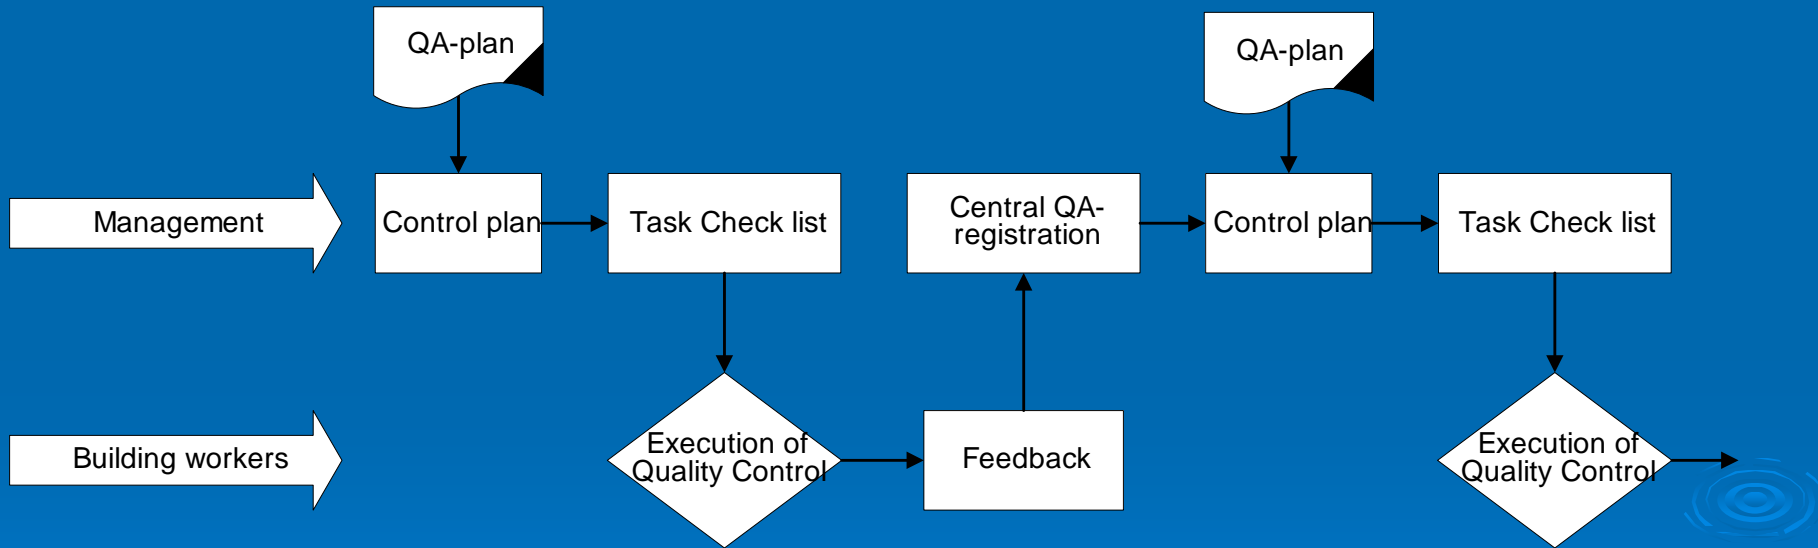 QA-plan
QA-plan
Management
Control plan
Task Check list
Central QA-
registration
Control plan
Task Check list
Building workers
Execution of
Quality Control
Feedback
Execution of
Quality Control